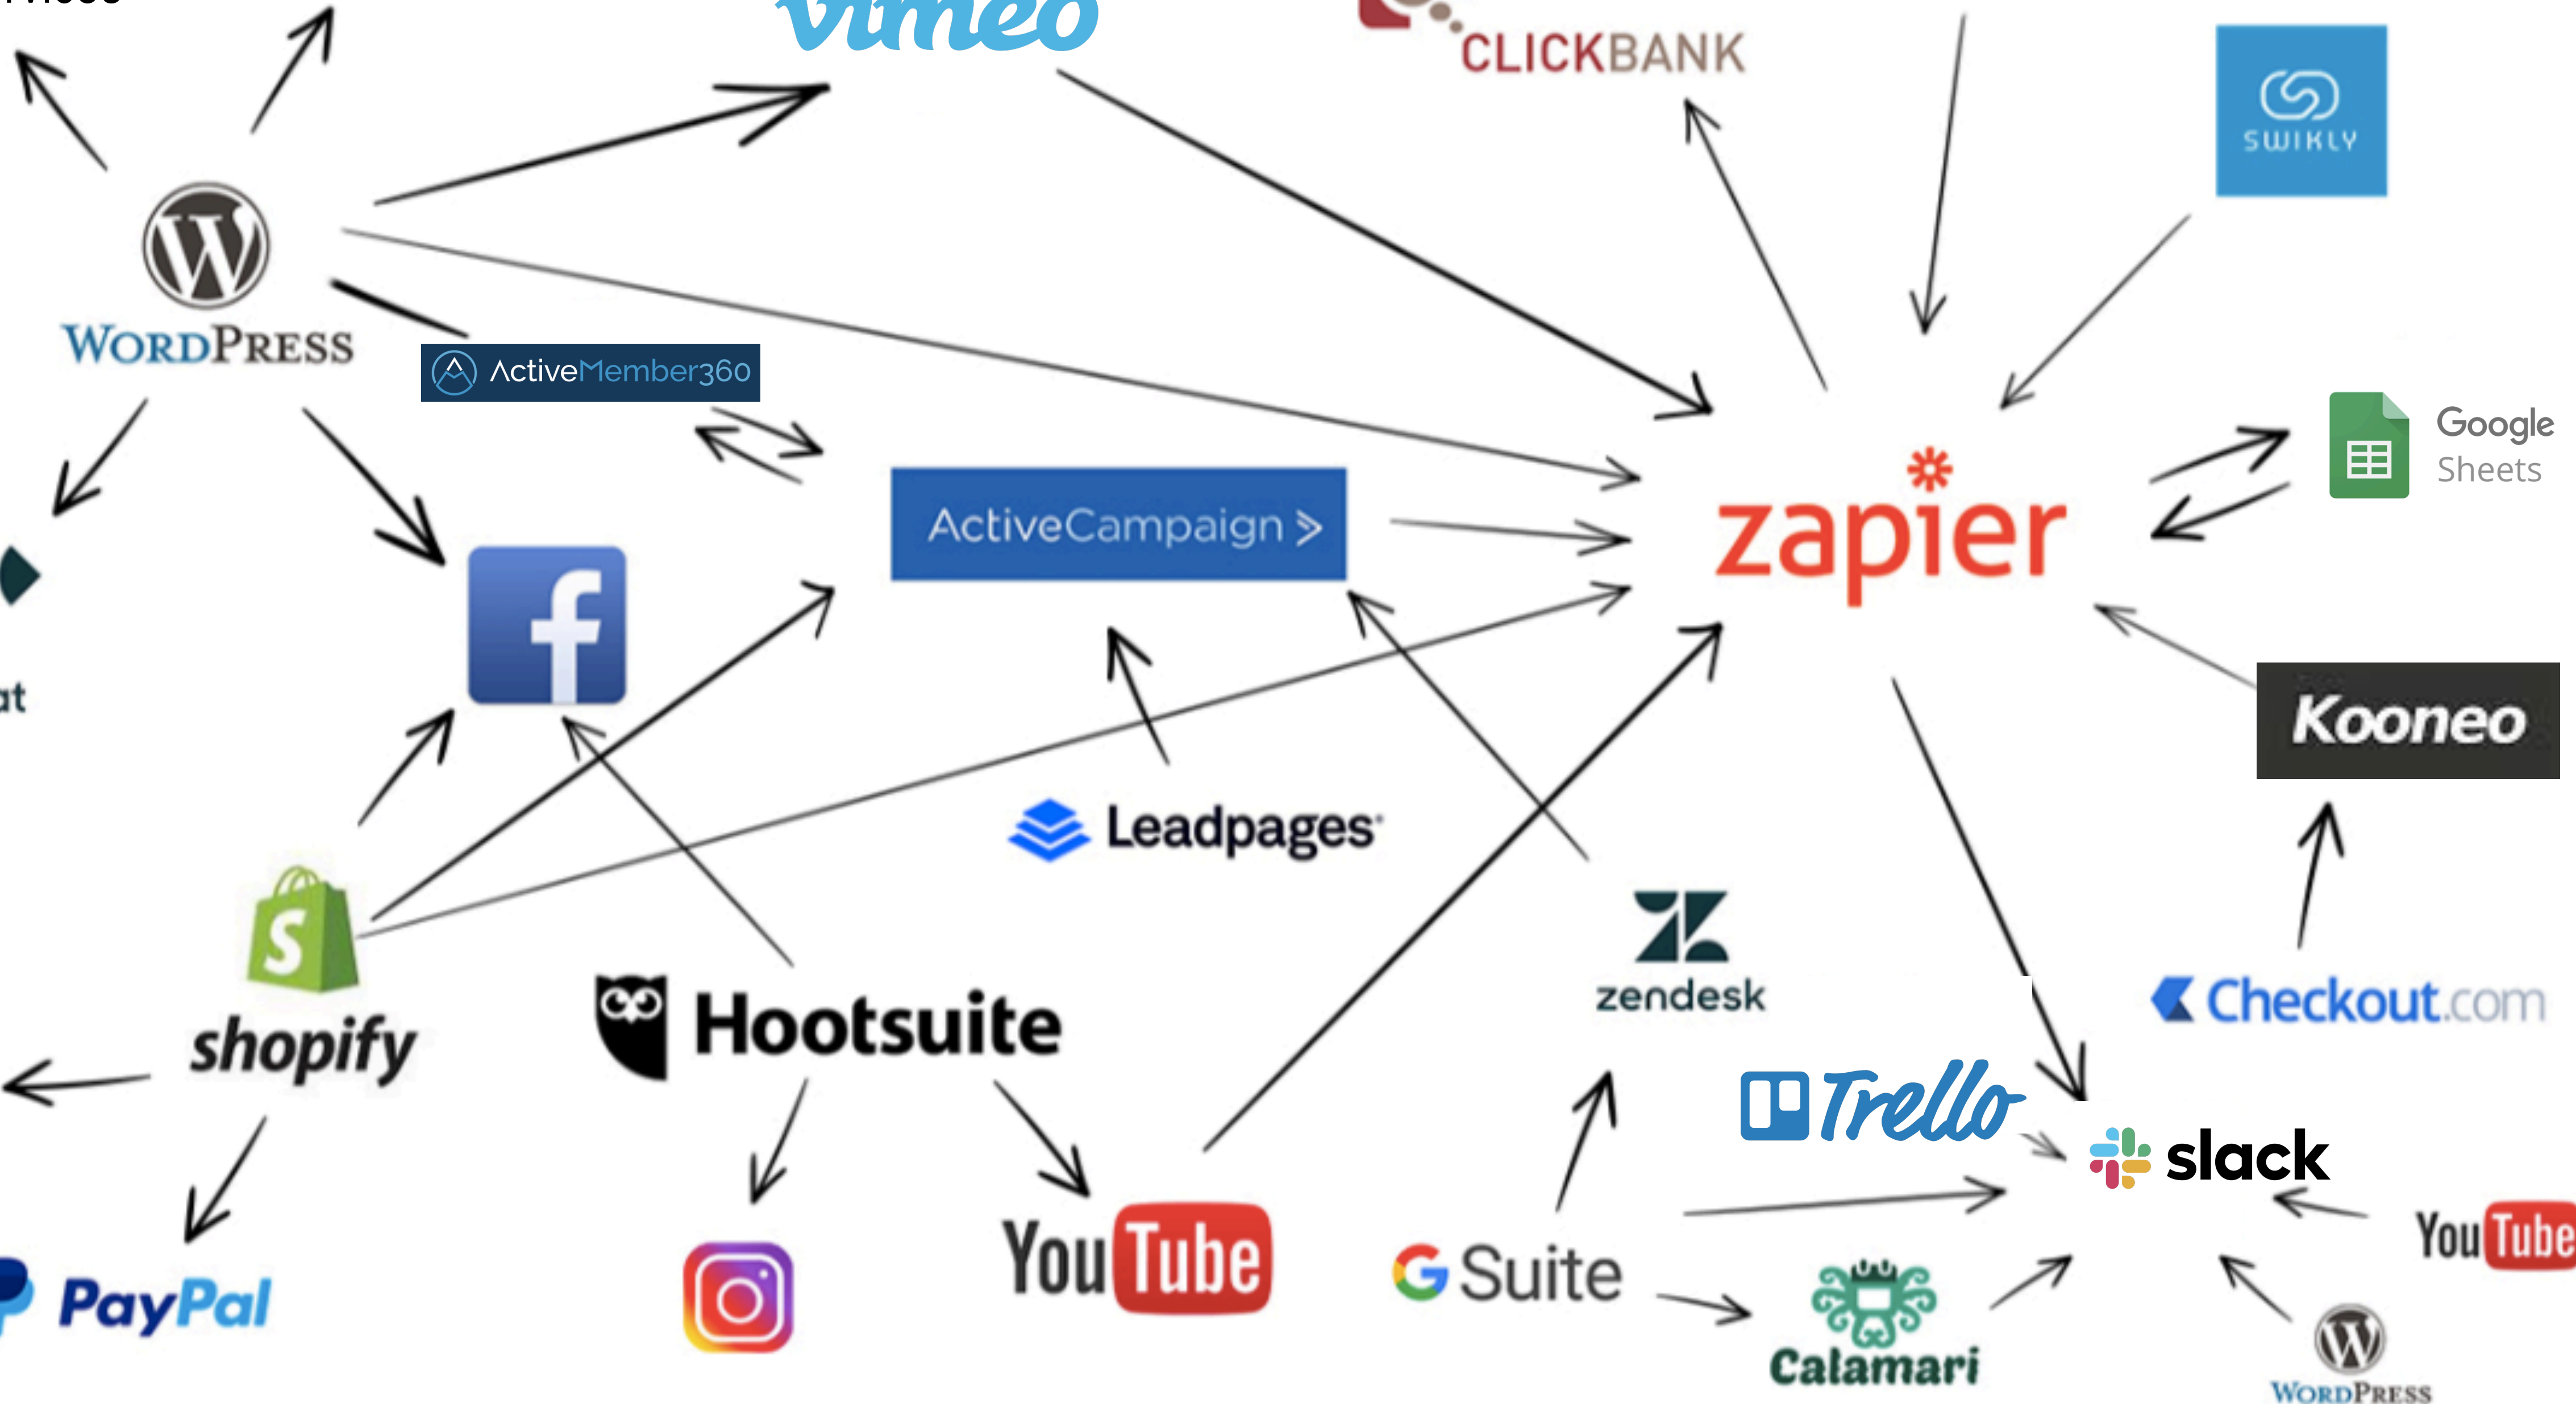 vimeo
CLICKBANK
SWIKLY
WORDPRESS
ActiveMember360
Google
Sheets
ActiveCampaign
zapier
f
at
Kooneo
Leadpages
S
shopify
Hootsuite
zendesk
Checkout.com
Trello
slack
YouTube
YouTube
G Suite
PayPal
Calamari
WORDPRESS